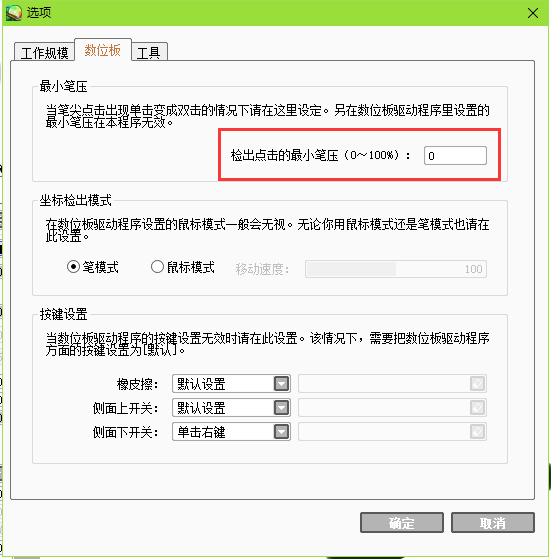 选项
工作规模 数位板 工具
最小笔压
当笔尖点击出现单击变成双击的情况下请在这里设定。另在数位板驱动程序里设置的
最小笔压在本程序无效。
检出点击的最小笔压（0～100%）： 0
坐标检出模式
在数位板驱动程序设置的鼠标模式一般会无视。无论你用鼠标模式还是笔模式也请在
此设置。
笔模式 鼠标模式 移动速度： 100
按键设置
当数位板驱动程序的按键设置无效时请在此设置。该情况下，需要把数位板驱动程序
方面的按键设置为[默认]。
橡皮擦： 默认设置
侧面上开关： 默认设置
侧面下开关： 单击右键
确定 取消